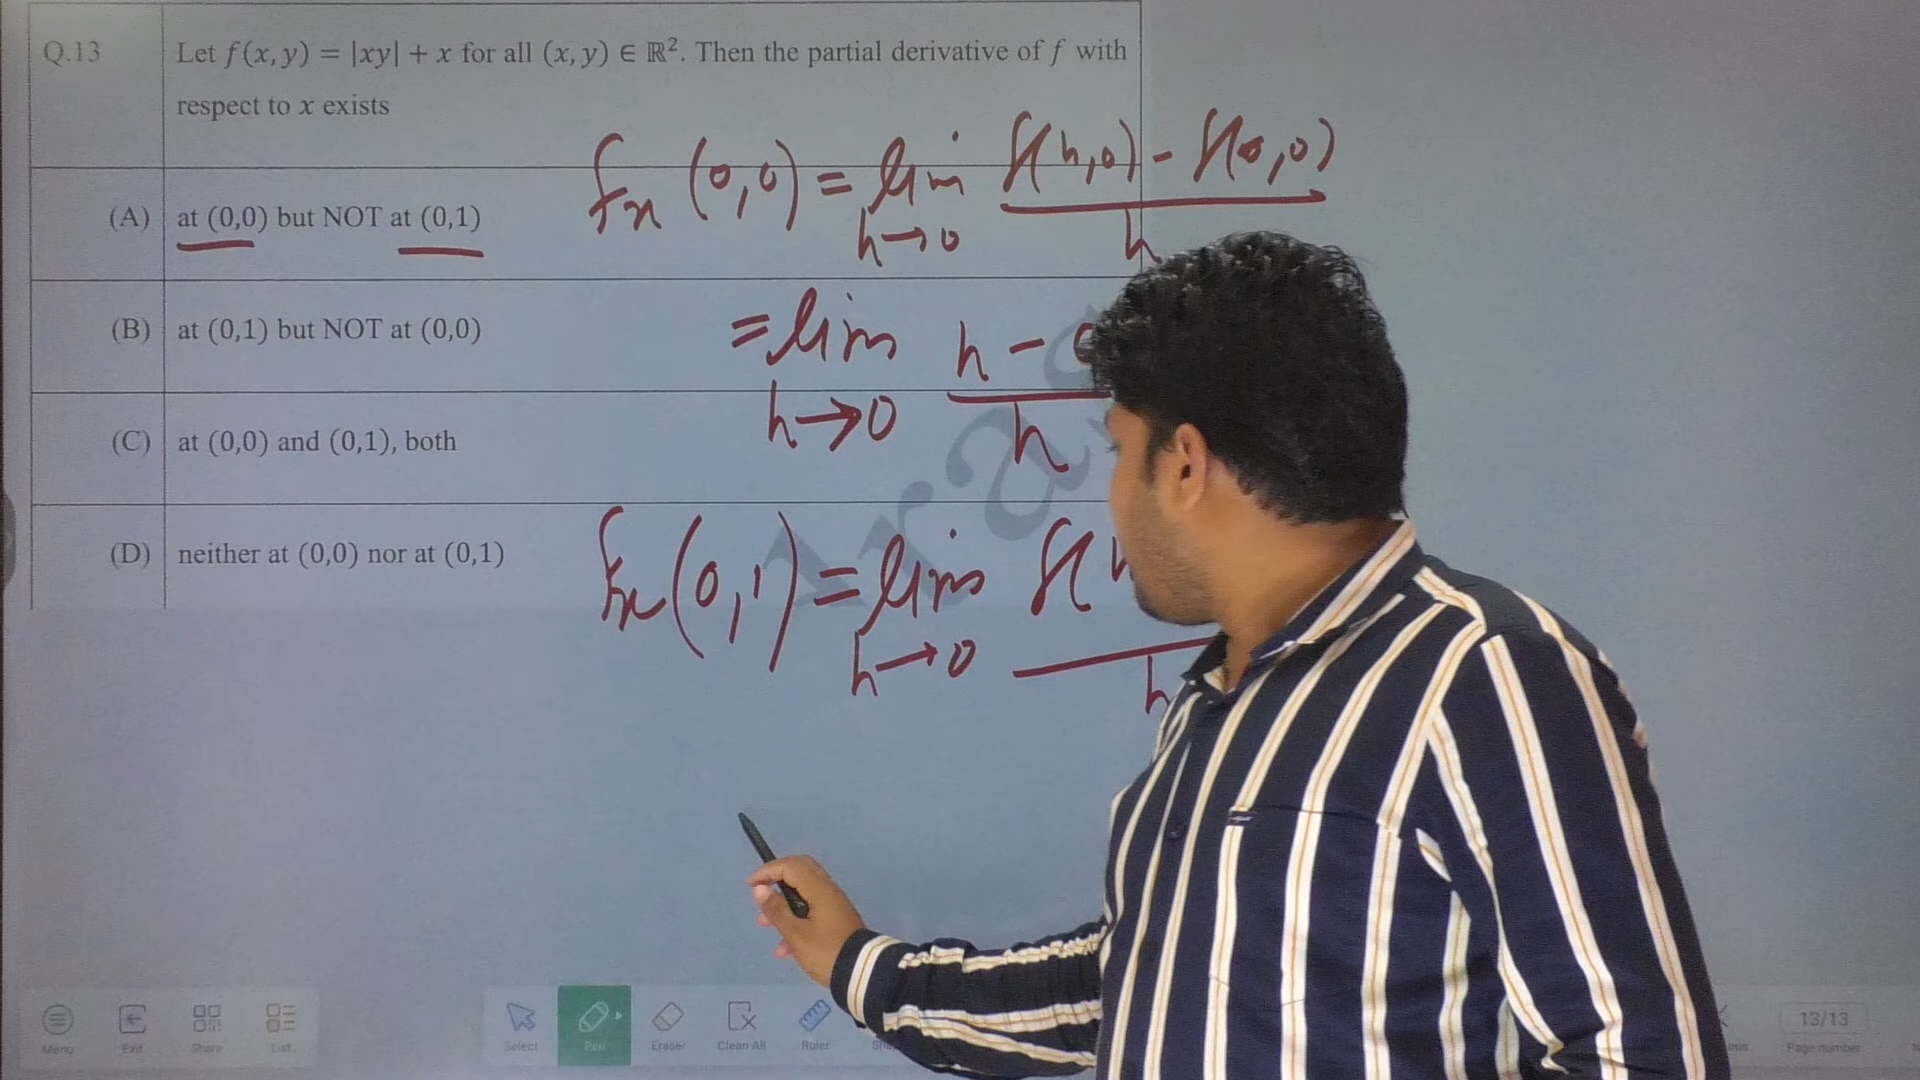 Q.13 Let f(x, y) = |xy| + x for all (x, y) ∈ ℝ². Then the partial derivative of f with
respect to x exists
(A) at (0,0) but NOT at (0,1)
(B) at (0,1) but NOT at (0,0)
(C) at (0,0) and (0,1), both
(D) neither at (0,0) nor at (0,1)
fx (0,0) = lim f(h,0) - f(0,0)
h→0 h
= lim h - 0
h→0 h
fx(0,1) = lim f(h
h→0 h
Menu Exit Share List Select Pen Eraser Clean All Ruler
13/13
Page number